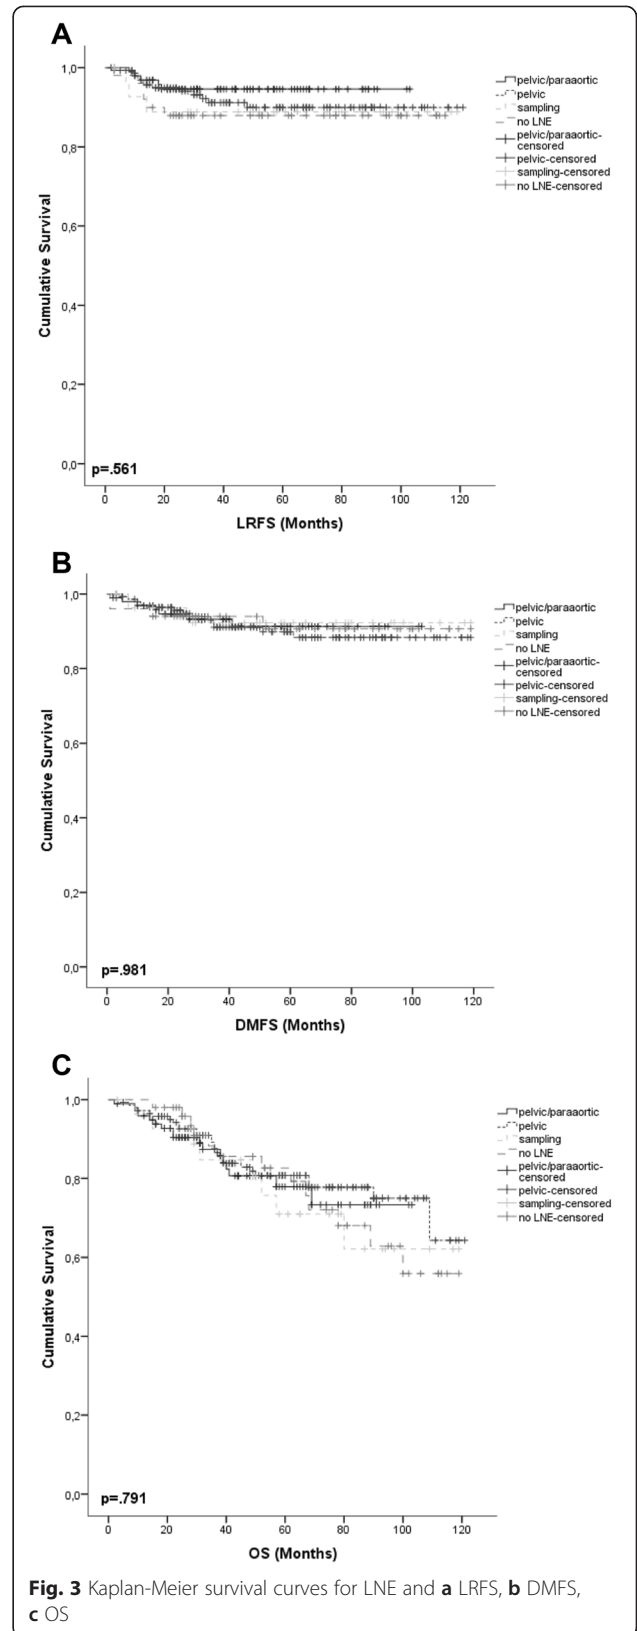 A
1,0
0,8
0,6
0,4
0,2
0,0
Cumulative Survival
p=.561
0 20 40 60 80 100 120
LRFS (Months)
pelvic/paraaortic
pelvic
sampling
no LNE
pelvic/paraaortic-
censored
pelvic-censored
sampling-censored
no LNE-censored
B
1,0
0,8
0,6
0,4
0,2
0,0
Cumulative Survival
p=.981
0 20 40 60 80 100 120
DMFS (Months)
pelvic/paraaortic
pelvic
sampling
no LNE
pelvic/paraaortic-
censored
pelvic-censored
sampling-censored
no LNE-censored
C
1,0
0,8
0,6
0,4
0,2
0,0
Cumulative Survival
p=.791
0 20 40 60 80 100 120
OS (Months)
pelvic/paraaortic
pelvic
sampling
no LNE
pelvic/paraaortic-
censored
pelvic-censored
sampling-censored
no LNE-censored
Fig. 3 Kaplan-Meier survival curves for LNE and a LRFS, b DMFS,
c OS